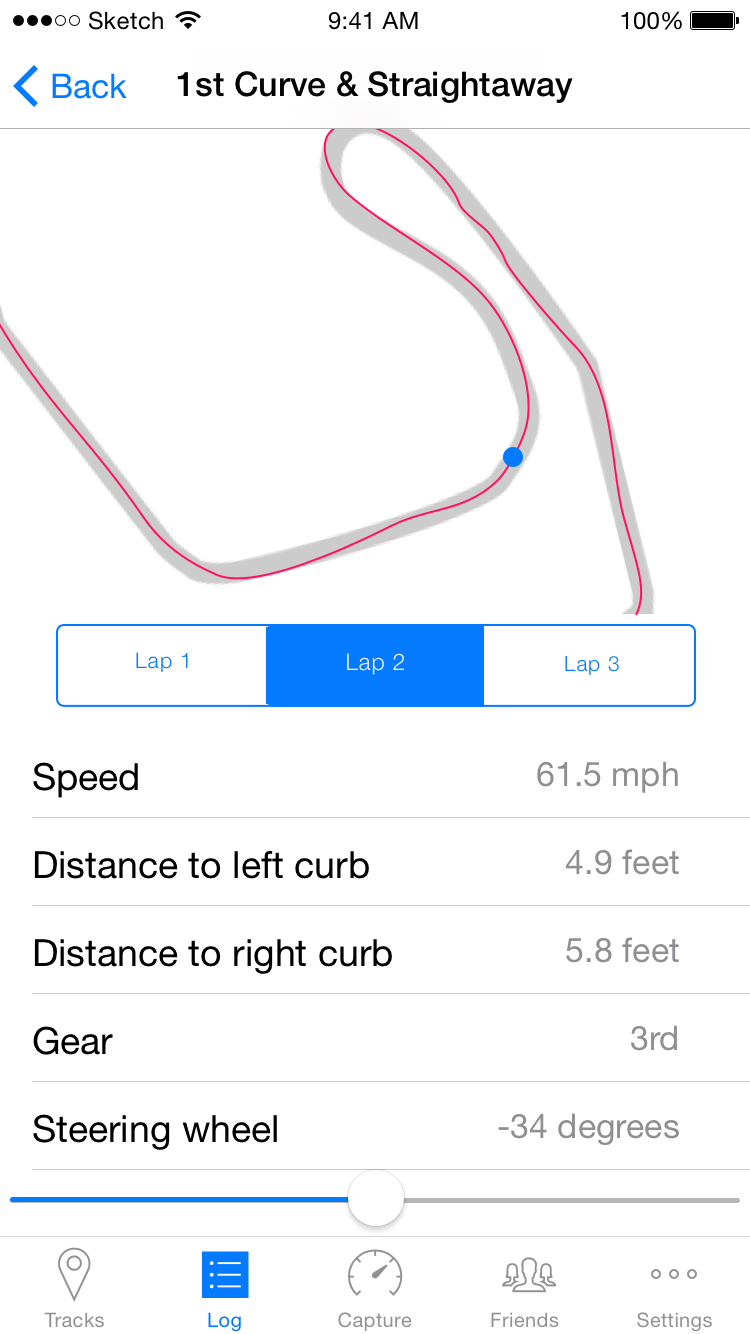 Sketch 9:41 AM 100%
Back 1st Curve & Straightaway
Lap 1 Lap 2 Lap 3
Speed 61.5 mph
Distance to left curb 4.9 feet
Distance to right curb 5.8 feet
Gear 3rd
Steering wheel -34 degrees
Tracks Log Capture Friends Settings